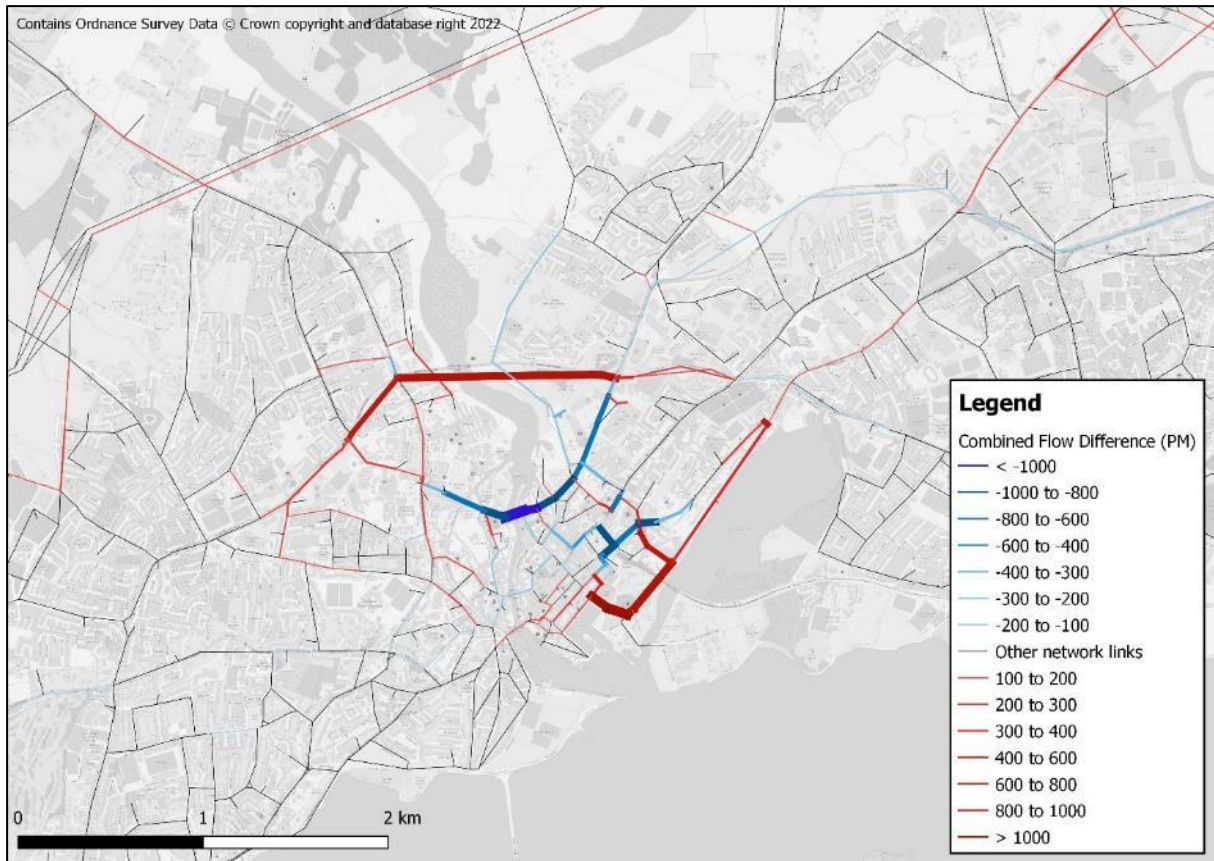 Contains Ordnance Survey Data © Crown copyright and database right 2022
Legend
Combined Flow Difference (PM)
< -1000
-1000 to -800
-800 to -600
-600 to -400
-400 to -300
-300 to -200
-200 to -100
Other network links
100 to 200
200 to 300
300 to 400
400 to 600
600 to 800
800 to 1000
> 1000
0 1 2 km